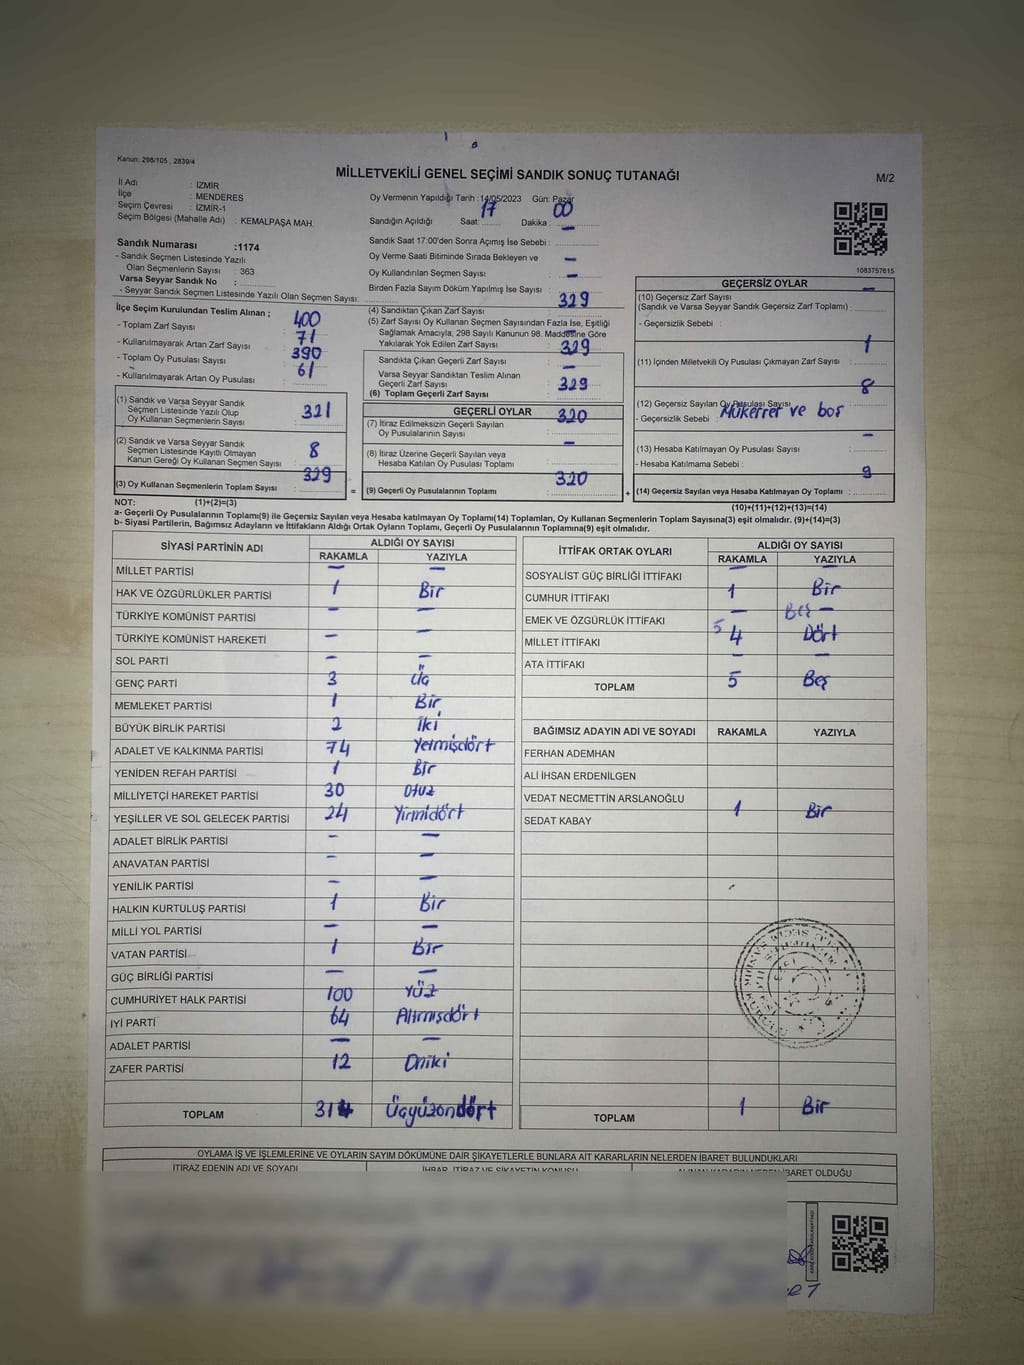 Kanun: 298/105 , 2839/4
MİLLETVEKİLİ GENEL SEÇİMİ SANDIK SONUÇ TUTANAĞI
M/2
İl Adı : İZMİR
İlçe : MENDERES
Seçim Çevresi : İZMİR-1
Seçim Bölgesi (Mahalle Adı) : KEMALPAŞA MAH.
Oy Vermenin Yapıldığı Tarih : 14/05/2023 Gün: Pazar
Sandığın Açıldığı Saat: 17 Dakika : 00
Sandık Numarası :1174
- Sandık Seçmen Listesinde Yazılı
Olan Seçmenlerin Sayısı : 363
Varsa Seyyar Sandık No :
- Seyyar Sandık Seçmen Listesinde Yazılı Olan Seçmen Sayısı:
Sandık Saat 17:00'den Sonra Açımış İse Sebebi : –
Oy Verme Saati Bitiminde Sırada Bekleyen ve
Oy Kullandırılan Seçmen Sayısı : –
Birden Fazla Sayım Döküm Yapılmış İse Sayısı : –
1083757615
İlçe Seçim Kurulundan Teslim Alınan ;
- Toplam Zarf Sayısı : 400
- Kullanılmayarak Artan Zarf Sayısı : 71
- Toplam Oy Pusulası Sayısı : 390
- Kullanılmayarak Artan Oy Pusulası : 61
(1) Sandık ve Varsa Seyyar Sandık
Seçmen Listesinde Yazılı Olup
Oy Kullanan Seçmen Sayısı : 321
(2) Sandık ve Varsa Seyyar Sandık
Seçmen Listesinde Kayıtlı Olmayan
Kanun Gereği Oy Kullanan Seçmen Sayısı : 8
(3) Oy Kullanan Seçmenlerin Toplam Sayısı : 329
(4) Sandıktan Çıkan Zarf Sayısı : 329
(5) Zarf Sayısı Oy Kullanan Seçmen Sayısından Fazla İse, Eşitliği
Sağlamak Amacıyla, 298 Sayılı Kanunun 98. Maddesine Göre
Yakılarak Yok Edilen Zarf Sayısı : –
Sandıkta Çıkan Geçerli Zarf Sayısı : 329
Varsa Seyyar Sandıktan Teslim Alınan
Geçerli Zarf Sayısı : –
(6) Toplam Geçerli Zarf Sayısı : 329
GEÇERLİ OYLAR
(7) İtiraz Edilmeksizin Geçerli Sayılan
Oy Pusulalarının Sayısı : 320
(8) İtiraz Üzerine Geçerli Sayılan veya
Hesaba Katılan Oy Pusulası Toplamı : –
= (9) Geçerli Oy Pusulalarının Toplamı : 320
GEÇERSİZ OYLAR
(10) Geçersiz Zarf Sayısı
(Sandık ve Varsa Seyyar Sandık Geçersiz Zarf Toplamı) : –
- Geçersizlik Sebebi :
(11) İçinden Milletvekili Oy Pusulası Çıkmayan Zarf Sayısı : 1
(12) Geçersiz Sayılan Oy Pusulası Sayısı : 8
- Geçersizlik Sebebi : Mükerrer ve boş
(13) Hesaba Katılmayan Oy Pusulası Sayısı : –
- Hesaba Katılmama Sebebi :
+ (14) Geçersiz Sayılan veya Hesaba Katılmayan Oy Toplamı : 9
NOT: (1)+(2)=(3)
(10)+(11)+(12)+(13)=(14)
a- Geçerli Oy Pusulalarının Toplamı(9) ile Geçersiz Sayılan veya Hesaba katılmayan Oy Toplamı(14) Toplamları, Oy Kullanan Seçmenlerin Toplam Sayısına(3) eşit olmalıdır. (9)+(14)=(3)
b- Siyasi Partilerin, Bağımsız Adayların ve İttifakların Aldığı Ortak Oyların Toplamı, Geçerli Oy Pusulalarının Toplamına(9) eşit olmalıdır.
SİYASİ PARTİNİN ADI ALDIĞI OY SAYISI
RAKAMLA YAZIYLA
MİLLET PARTİSİ – –
HAK VE ÖZGÜRLÜKLER PARTİSİ 1 Bir
TÜRKİYE KOMÜNİST PARTİSİ – –
TÜRKİYE KOMÜNİST HAREKETİ – –
SOL PARTİ – –
GENÇ PARTİ 3 Üç
MEMLEKET PARTİSİ 1 Bir
BÜYÜK BİRLİK PARTİSİ 2 İki
ADALET VE KALKINMA PARTİSİ 74 Yetmişdört
YENİDEN REFAH PARTİSİ 1 Bir
MİLLİYETÇİ HAREKET PARTİSİ 30 Otuz
YEŞİLLER VE SOL GELECEK PARTİSİ 24 Yirmidört
ADALET BİRLİK PARTİSİ – –
ANAVATAN PARTİSİ – –
YENİLİK PARTİSİ – –
HALKIN KURTULUŞ PARTİSİ 1 Bir
MİLLİ YOL PARTİSİ – –
VATAN PARTİSİ 1 Bir
GÜÇ BİRLİĞİ PARTİSİ – –
CUMHURİYET HALK PARTİSİ 100 Yüz
İYİ PARTİ 64 Altmışdört
ADALET PARTİSİ – –
ZAFER PARTİSİ 12 Oniki
TOPLAM 314 Üçyüzondört
İTTİFAK ORTAK OYLARI ALDIĞI OY SAYISI
RAKAMLA YAZIYLA
SOSYALİST GÜÇ BİRLİĞİ İTTİFAKI – –
CUMHUR İTTİFAKI 1 Bir
EMEK VE ÖZGÜRLÜK İTTİFAKI – Beş –
MİLLET İTTİFAKI 5 4 Dört
ATA İTTİFAKI – –
TOPLAM 5 Beş
BAĞIMSIZ ADAYIN ADI VE SOYADI RAKAMLA YAZIYLA
FERHAN ADEMHAN
ALİ İHSAN ERDENİLGEN
VEDAT NECMETTİN ARSLANOĞLU
SEDAT KABAY 1 Bir
TOPLAM 1 Bir
OYLAMA İŞ VE İŞLEMLERİNE VE OYLARIN SAYIM DÖKÜMÜNE DAİR ŞİKAYETLERLE BUNLARA AİT KARARLARIN NELERDEN İBARET BULUNDUKLARI
İTİRAZ EDENİN ADI VE SOYADI
İHBAR, İTİRAZ VE ŞİKAYETİN KONUSU
ALINAN KARARIN NEDEN İBARET OLDUĞU